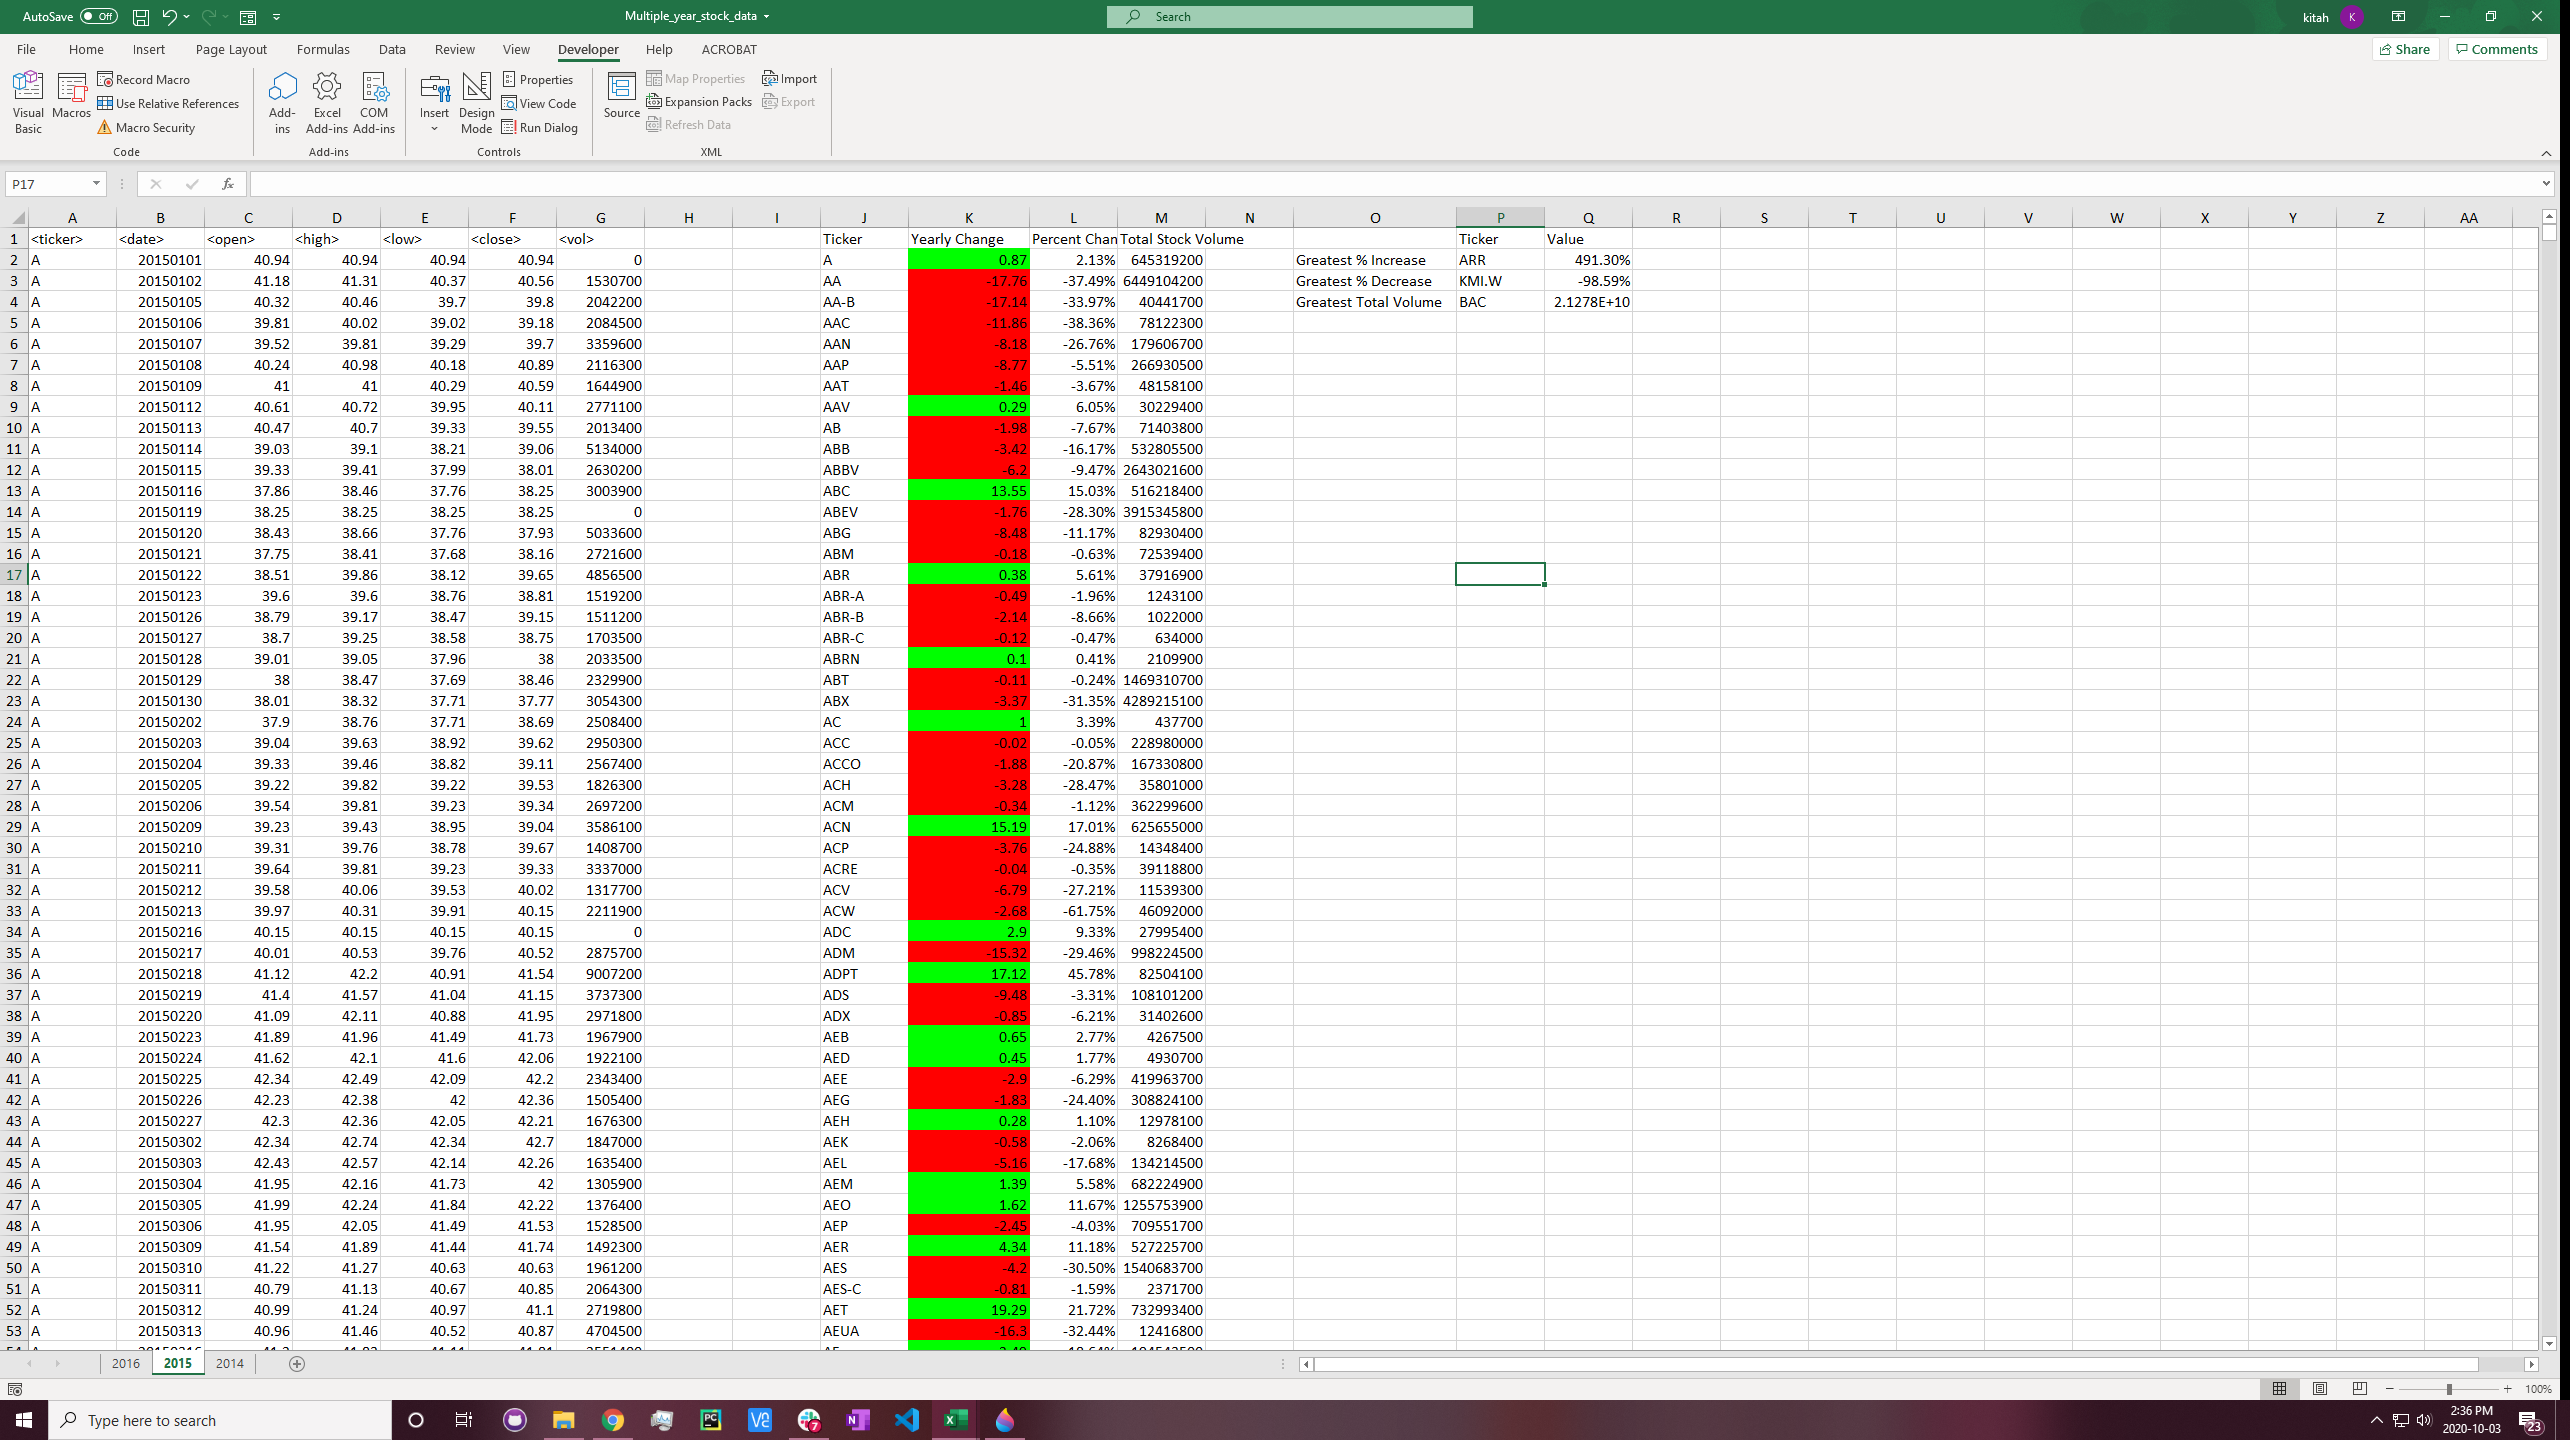 AutoSave Off Multiple_year_stock_data Search kitah K
File Home Insert Page Layout Formulas Data Review View Developer Help ACROBAT Share Comments
Visual Basic Macros Record Macro Use Relative References Macro Security Code
Add-ins Excel Add-ins COM Add-ins Add-ins
Insert Design Mode Properties View Code Run Dialog Controls
Source Map Properties Expansion Packs Refresh Data Import Export XML
P17 fx
A B C D E F G H I J K L M N O P Q R S T U V W X Y Z AA
1 <ticker> <date> <open> <high> <low> <close> <vol> Ticker Yearly Change Percent Chan Total Stock Volume Ticker Value
2 A 20150101 40.94 40.94 40.94 40.94 0 A 0.87 2.13% 645319200 Greatest % Increase ARR 491.30%
3 A 20150102 41.18 41.31 40.37 40.56 1530700 AA -17.76 -37.49% 6449104200 Greatest % Decrease KMI.W -98.59%
4 A 20150105 40.32 40.46 39.7 39.8 2042200 AA-B -17.14 -33.97% 40441700 Greatest Total Volume BAC 2.1278E+10
5 A 20150106 39.81 40.02 39.02 39.18 2084500 AAC -11.86 -38.36% 78122300
6 A 20150107 39.52 39.81 39.29 39.7 3359600 AAN -8.18 -26.76% 179606700
7 A 20150108 40.24 40.98 40.18 40.89 2116300 AAP -8.77 -5.51% 266930500
8 A 20150109 41 41 40.29 40.59 1644900 AAT -1.46 -3.67% 48158100
9 A 20150112 40.61 40.72 39.95 40.11 2771100 AAV 0.29 6.05% 30229400
10 A 20150113 40.47 40.7 39.33 39.55 2013400 AB -1.98 -7.67% 71403800
11 A 20150114 39.03 39.1 38.21 39.06 5134000 ABB -3.42 -16.17% 532805500
12 A 20150115 39.33 39.41 37.99 38.01 2630200 ABBV -6.2 -9.47% 2643021600
13 A 20150116 37.86 38.46 37.76 38.25 3003900 ABC 13.55 15.03% 516218400
14 A 20150119 38.25 38.25 38.25 38.25 0 ABEV -1.76 -28.30% 3915345800
15 A 20150120 38.43 38.66 37.76 37.93 5033600 ABG -8.48 -11.17% 82930400
16 A 20150121 37.75 38.41 37.68 38.16 2721600 ABM -0.18 -0.63% 72539400
17 A 20150122 38.51 39.86 38.12 39.65 4856500 ABR 0.38 5.61% 37916900
18 A 20150123 39.6 39.6 38.76 38.81 1519200 ABR-A -0.49 -1.96% 1243100
19 A 20150126 38.79 39.17 38.47 39.15 1511200 ABR-B -2.14 -8.66% 1022000
20 A 20150127 38.7 39.25 38.58 38.75 1703500 ABR-C -0.12 -0.47% 634000
21 A 20150128 39.01 39.05 37.96 38 2033500 ABRN 0.1 0.41% 2109900
22 A 20150129 38 38.47 37.69 38.46 2329900 ABT -0.11 -0.24% 1469310700
23 A 20150130 38.01 38.32 37.71 37.77 3054300 ABX -3.37 -31.35% 4289215100
24 A 20150202 37.9 38.76 37.71 38.69 2508400 AC 1 3.39% 437700
25 A 20150203 39.04 39.63 38.92 39.62 2950300 ACC -0.02 -0.05% 228980000
26 A 20150204 39.33 39.46 38.82 39.11 2567400 ACCO -1.88 -20.87% 167330800
27 A 20150205 39.22 39.82 39.22 39.53 1826300 ACH -3.28 -28.47% 35801000
28 A 20150206 39.54 39.81 39.23 39.34 2697200 ACM -0.34 -1.12% 362299600
29 A 20150209 39.23 39.43 38.95 39.04 3586100 ACN 15.19 17.01% 625655000
30 A 20150210 39.31 39.76 38.78 39.67 1408700 ACP -3.76 -24.88% 14348400
31 A 20150211 39.64 39.81 39.23 39.33 3337000 ACRE -0.04 -0.35% 39118800
32 A 20150212 39.58 40.06 39.53 40.02 1317700 ACV -6.79 -27.21% 11539300
33 A 20150213 39.97 40.31 39.91 40.15 2211900 ACW -2.68 -61.75% 46092000
34 A 20150216 40.15 40.15 40.15 40.15 0 ADC 2.9 9.33% 27995400
35 A 20150217 40.01 40.53 39.76 40.52 2875700 ADM -15.32 -29.46% 998224500
36 A 20150218 41.12 42.2 40.91 41.54 9007200 ADPT 17.12 45.78% 82504100
37 A 20150219 41.4 41.57 41.04 41.15 3737300 ADS -9.48 -3.31% 108101200
38 A 20150220 41.09 42.11 40.88 41.95 2971800 ADX -0.85 -6.21% 31402600
39 A 20150223 41.89 41.96 41.49 41.73 1967900 AEB 0.65 2.77% 4267500
40 A 20150224 41.62 42.1 41.6 42.06 1922100 AED 0.45 1.77% 4930700
41 A 20150225 42.34 42.49 42.09 42.2 2343400 AEE -2.9 -6.29% 419963700
42 A 20150226 42.23 42.38 42 42.36 1505400 AEG -1.83 -24.40% 308824100
43 A 20150227 42.3 42.36 42.05 42.21 1676300 AEH 0.28 1.10% 12978100
44 A 20150302 42.34 42.74 42.34 42.7 1847000 AEK -0.58 -2.06% 8268400
45 A 20150303 42.43 42.57 42.14 42.26 1635400 AEL -5.16 -17.68% 134214500
46 A 20150304 41.95 42.16 41.73 42 1305900 AEM 1.39 5.58% 682224900
47 A 20150305 41.99 42.24 41.84 42.22 1376400 AEO 1.62 11.67% 1255753900
48 A 20150306 41.95 42.05 41.49 41.53 1528500 AEP -2.45 -4.03% 709551700
49 A 20150309 41.54 41.89 41.44 41.74 1492300 AER 4.34 11.18% 527225700
50 A 20150310 41.22 41.27 40.63 40.63 1961200 AES -4.2 -30.50% 1540683700
51 A 20150311 40.79 41.13 40.67 40.85 2064300 AES-C -0.81 -1.59% 2371700
52 A 20150312 40.99 41.24 40.97 41.1 2719800 AET 19.29 21.72% 732993400
53 A 20150313 40.96 41.46 40.52 40.87 4704500 AEUA -16.3 -32.44% 12416800
2016 2015 2014
100%
Type here to search 7 2:36 PM
2020-10-03 23